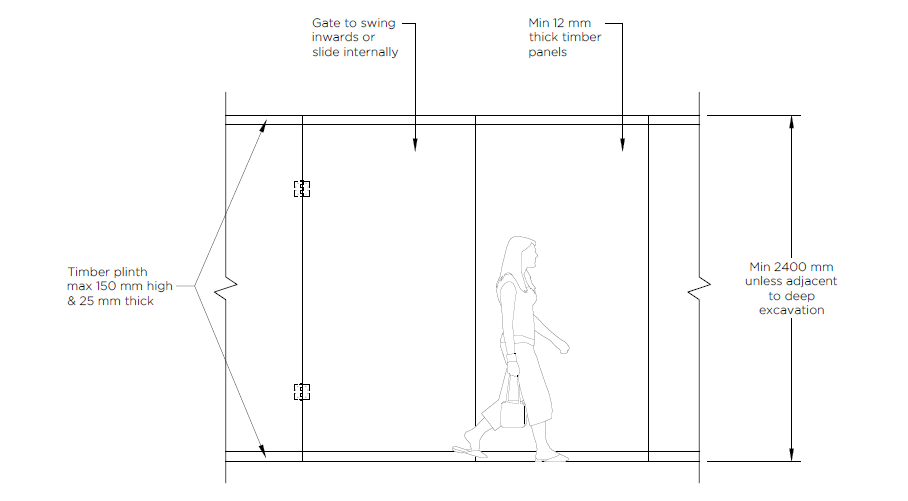 Gate to swing
inwards or
slide internally
Min 12 mm
thick timber
panels
Timber plinth
max 150 mm high
& 25 mm thick
Min 2400 mm
unless adjacent
to deep
excavation